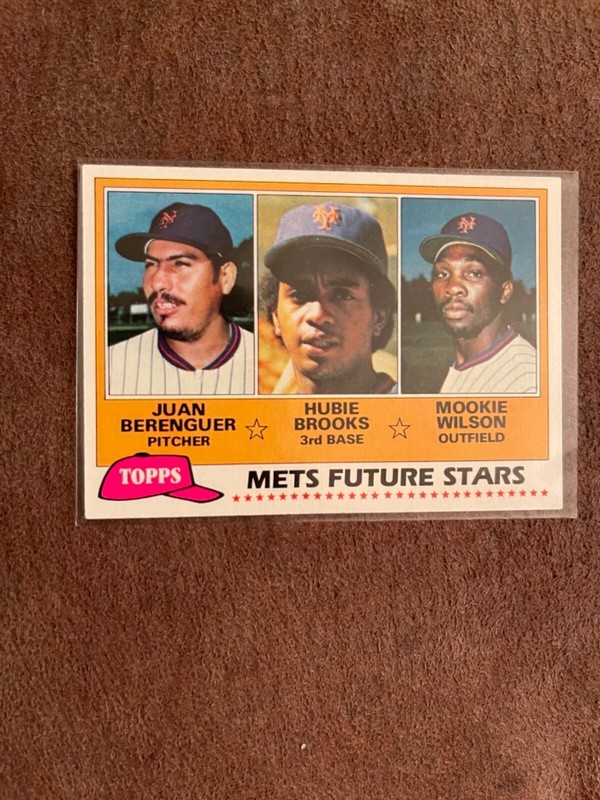 JUAN
BERENGUER
PITCHER
HUBIE
BROOKS
3rd BASE
MOOKIE
WILSON
OUTFIELD
TOPPS
METS FUTURE STARS